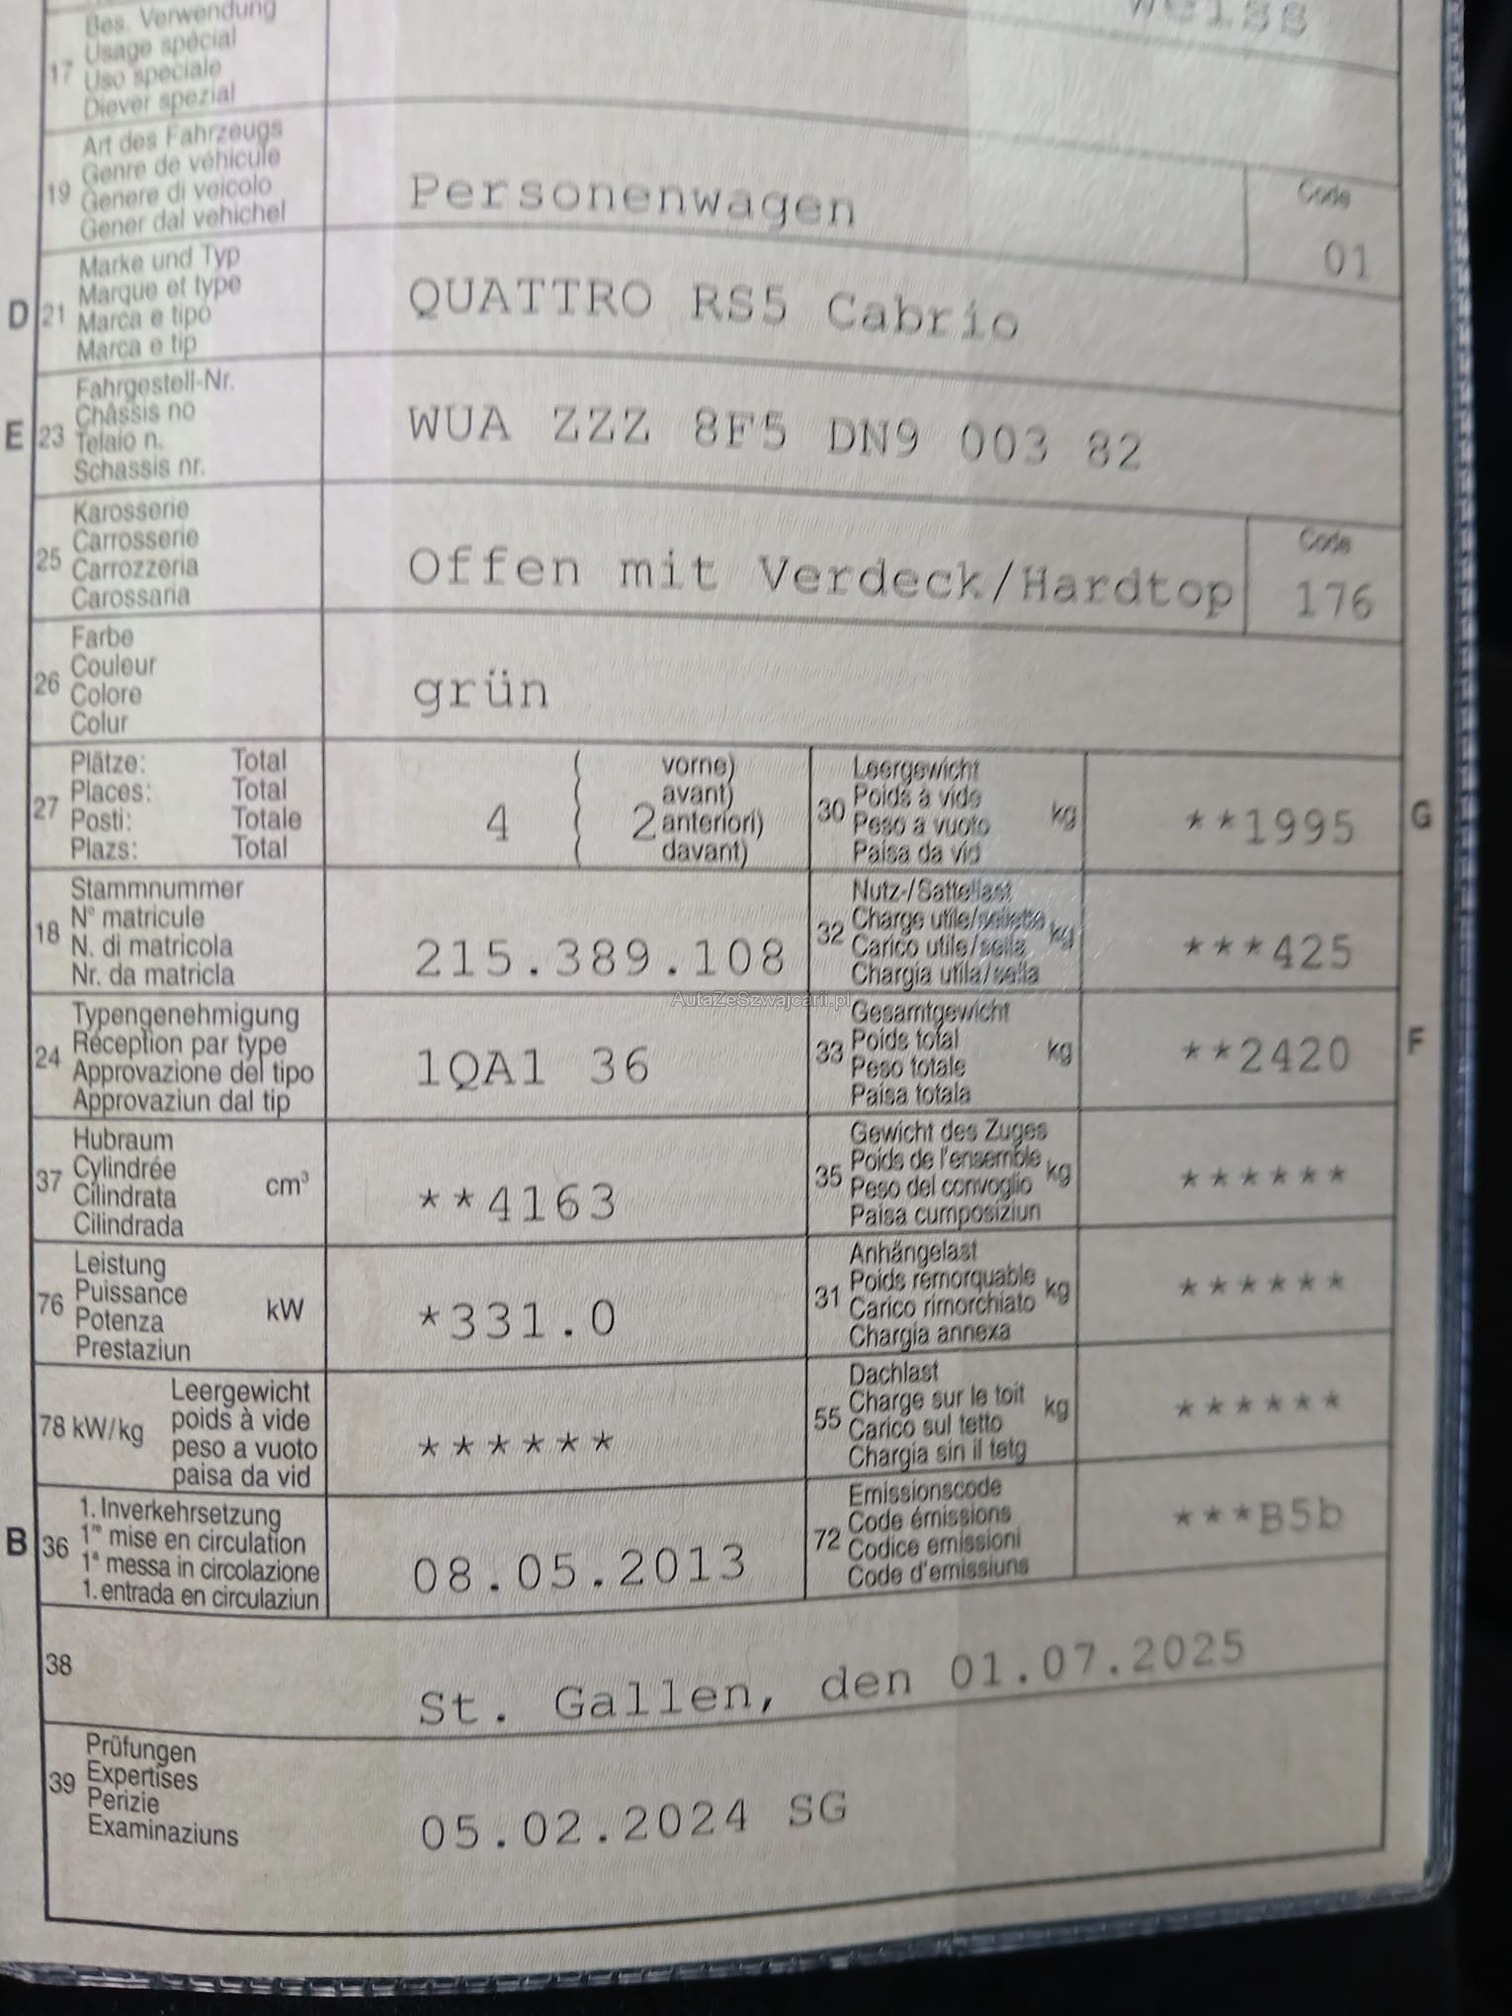 weiss
Bes. Verwendung
Usage spécial
17 Uso speciale
Diever spezial
Art des Fahrzeugs
Genre de véhicule
19 Genere di veicolo
Gener dal vehichel
Personenwagen
Code
01
Marke und Typ
Marque et type
D 21 Marca e tipo
Marca e tip
QUATTRO RS5 Cabrio
Fahrgestell-Nr.
Châssis no
E 23 Telaio n.
Schassis nr.
WUA ZZZ 8F5 DN9 003 82
Karosserie
Carrosserie
25 Carrozzeria
Carossaria
Offen mit Verdeck/Hardtop
Code
176
Farbe
Couleur
26 Colore
Colur
grün
Plätze: Total
Places: Total
27 Posti: Totale
Plazs: Total
4 ( 2 vorne)
avant)
anteriori)
davant)
Leergewicht
Poids à vide
30 Peso a vuoto kg
Paisa da vid
**1995 G
Stammnummer
N° matricule
18 N. di matricola
Nr. da matricla
215.389.108
Nutz-/Sattellast
32 Charge utile/sellette kg
Carico utile/sella
Chargia utila/sella
***425
AutaZeSzwajcarii.pl
Typengenehmigung
24 Réception par type
Approvazione del tipo
Approvaziun dal tip
1QA1 36
Gesamtgewicht
33 Poids total kg
Peso totale
Paisa totala
**2420 F
Hubraum
37 Cylindrée cm³
Cilindrata
Cilindrada
**4163
Gewicht des Zuges
35 Poids de l'ensemble kg
Peso del convoglio
Paisa cumposiziun
******
Leistung
76 Puissance kW
Potenza
Prestaziun
*331.0
Anhängelast
31 Poids remorquable kg
Carico rimorchiato
Chargia annexa
******
Leergewicht
78 kW/kg poids à vide
peso a vuoto
paisa da vid
******
Dachlast
55 Charge sur le toit kg
Carico sul tetto
Chargia sin il tetg
******
1. Inverkehrsetzung
B 36 1re mise en circulation
1a messa in circolazione
1. entrada en circulaziun
08.05.2013
Emissionscode
72 Code émissions
Codice emissioni
Code d'emissiuns
***B5b
38
St. Gallen, den 01.07.2025
Prüfungen
39 Expertises
Perizie
Examinaziuns
05.02.2024 SG